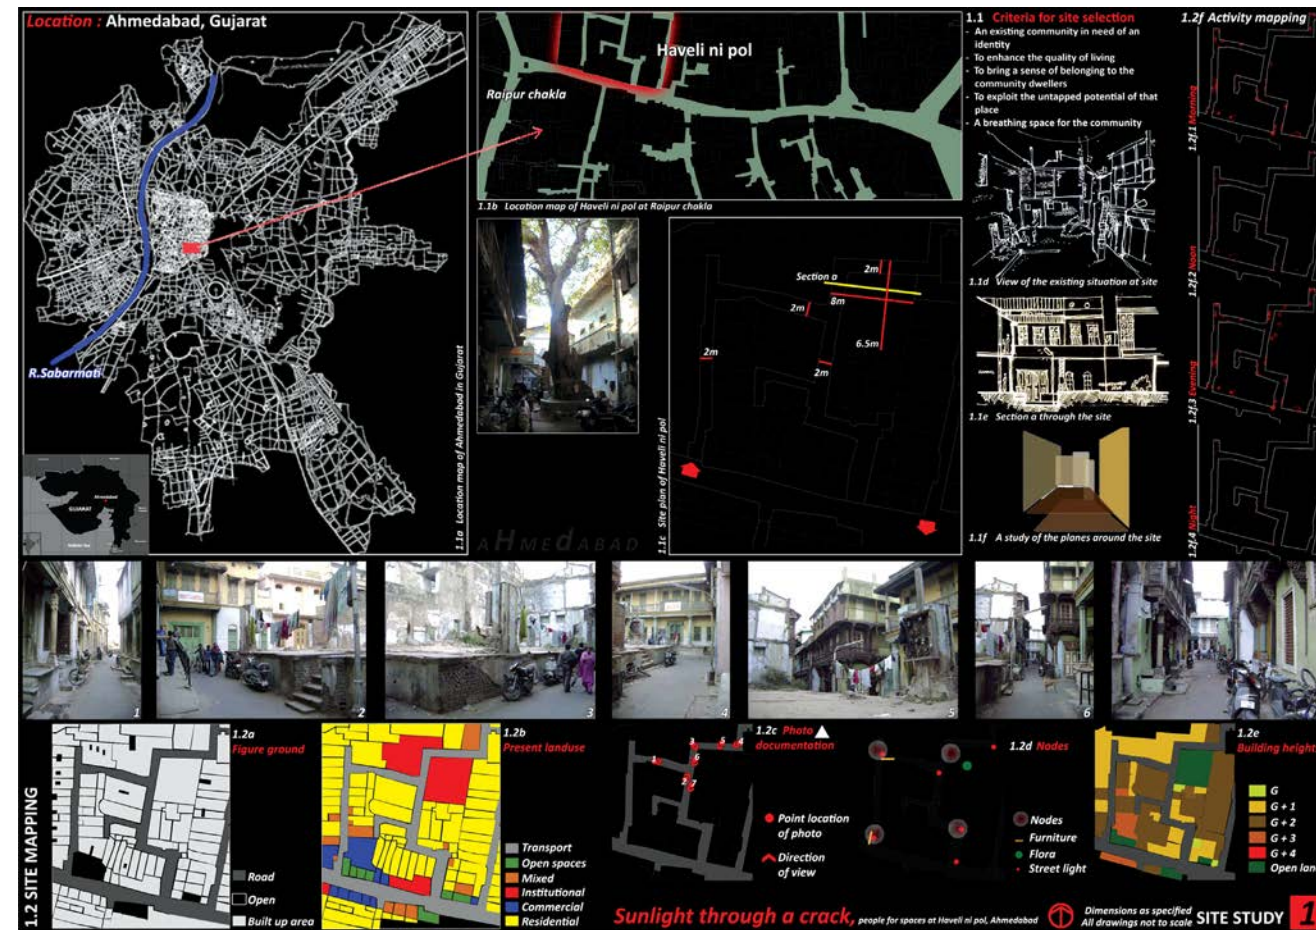 Location : Ahmedabad, Gujarat
R.Sabarmati
Ahmedabad
GUJARAT
1.1a Location map of Ahmedabad in Gujarat
Haveli ni pol
Raipur chakla
1.1b Location map of Haveli ni pol at Raipur chakla
AHMEdABAD
Section a
2m
8m
2m
6.5m
2m
2m
1.1c Site plan of Haveli ni pol
1.1 Criteria for site selection
- An existing community in need of an
identity
- To enhance the quality of living
- To bring a sense of belonging to the
community dwellers
- To exploit the untapped potential of that
place
- A breathing space for the community
1.1d View of the existing situation at site
1.1e Section a through the site
1.1f A study of the planes around the site
1.2f Activity mapping
1.2f.1 Morning
1.2f.2 Noon
1.2f.3 Evening
1.2f.4 Night
1
2
3
4
5
6
1.2 SITE MAPPING
1.2a
Figure ground
Road
Open
Built up area
1.2b
Present landuse
Transport
Open spaces
Mixed
Institutional
Commercial
Residential
1.2c Photo
documentation
3
5
4
1
6
2
7
Point location
of photo
Direction
of view
1.2d Nodes
Nodes
Furniture
Flora
Street light
1.2e
Building height
G
G + 1
G + 2
G + 3
G + 4
Open lan
Sunlight through a crack, people for spaces at Haveli ni pol, Ahmedabad
Dimensions as specified
All drawings not to scale
SITE STUDY 1